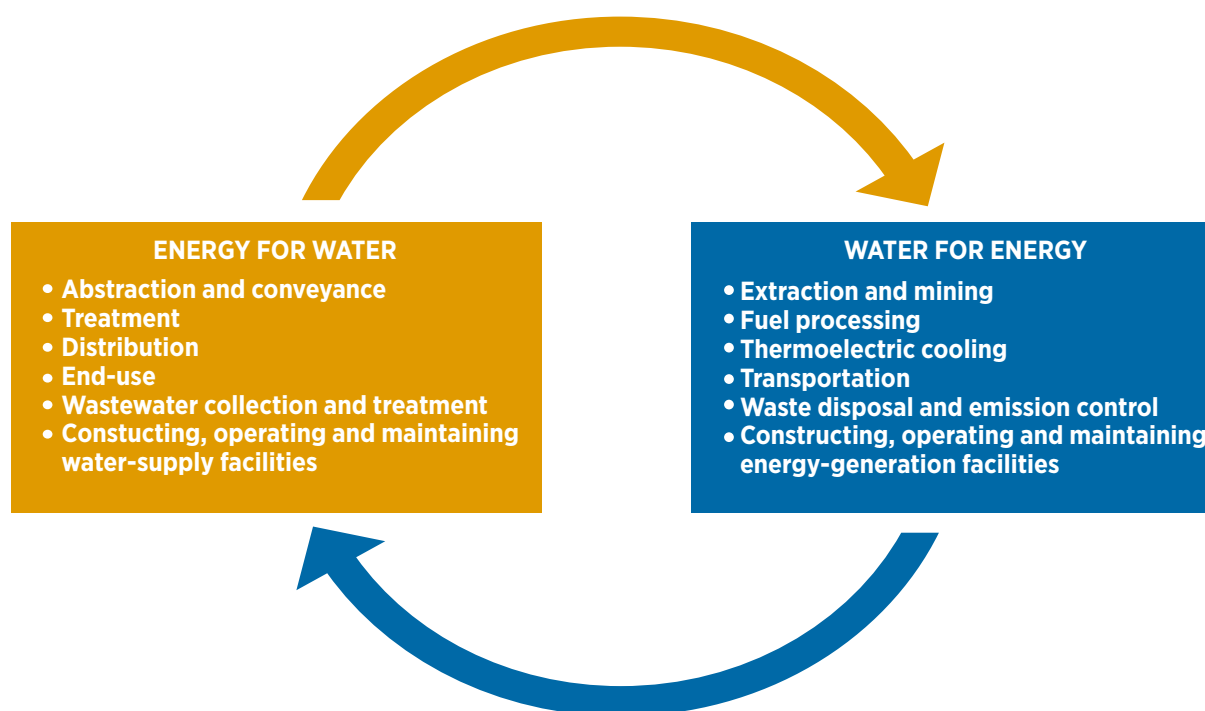 ENERGY FOR WATER
• Abstraction and conveyance
• Treatment
• Distribution
• End-use
• Wastewater collection and treatment
• Constucting, operating and maintaining
water-supply facilities
WATER FOR ENERGY
• Extraction and mining
• Fuel processing
• Thermoelectric cooling
• Transportation
• Waste disposal and emission control
• Constructing, operating and maintaining
energy-generation facilities